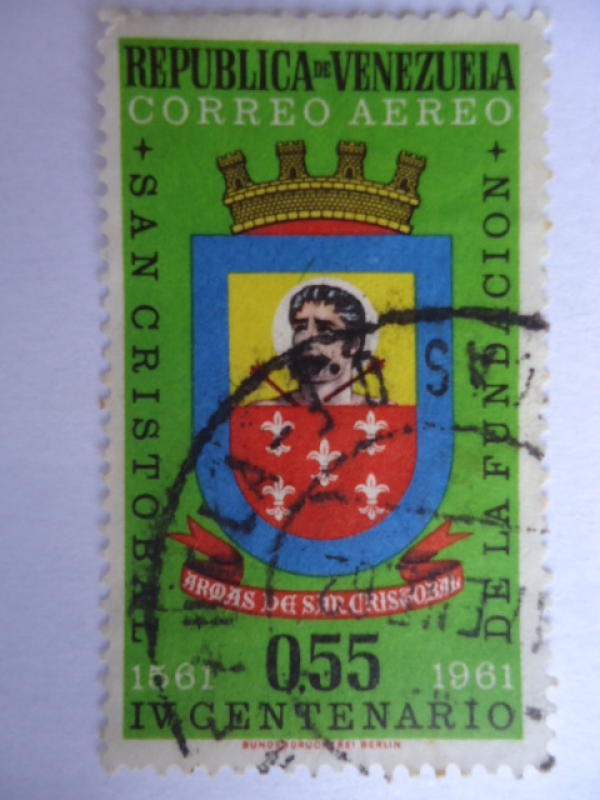 REPUBLICA DE VENEZUELA
CORREO AEREO
SAN CRISTOBAL
DE LA FUNDACION
ARMAS DE SAN CRISTOBAL
0,55
1561
1961
IV CENTENARIO
BUNDESDRUCKEREI BERLIN